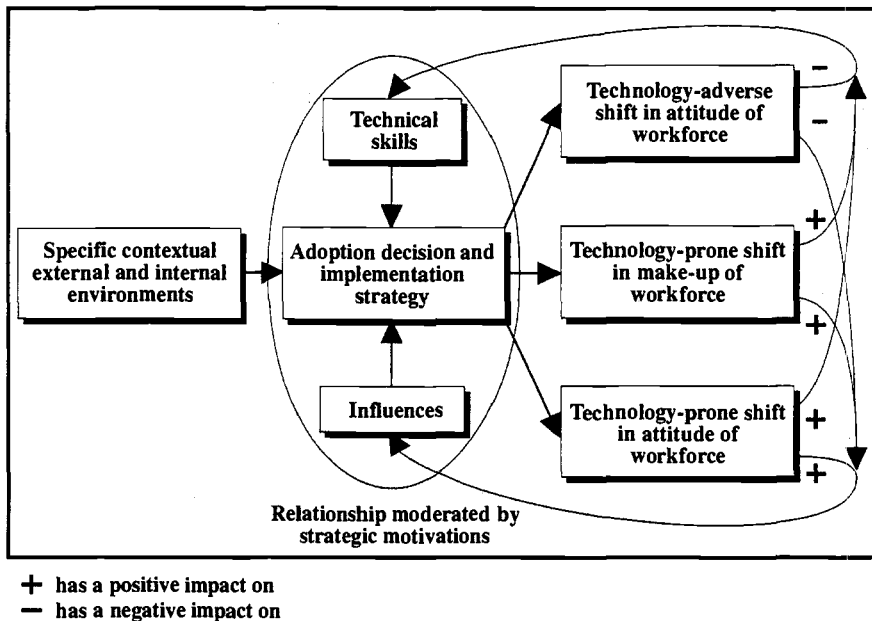 Technical
skills
Technology-adverse
shift in attitude of
workforce
−
−
Specific contextual
external and internal
environments
Adoption decision and
implementation
strategy
Technology-prone shift
in make-up of
workforce
+
+
Influences
Technology-prone shift
in attitude of
workforce
+
+
Relationship moderated by
strategic motivations
+ has a positive impact on
− has a negative impact on